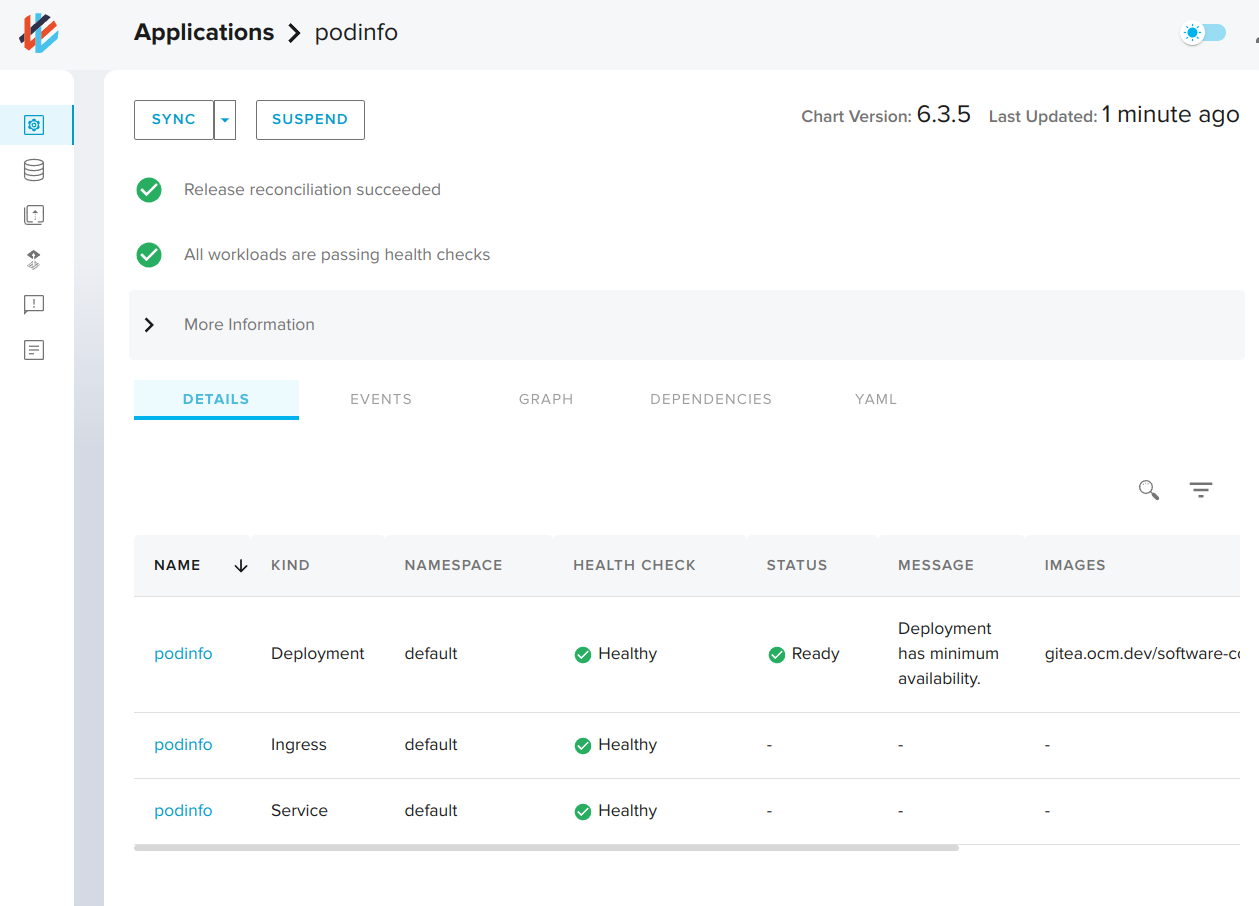 Applications > podinfo
SYNC SUSPEND Chart Version: 6.3.5 Last Updated: 1 minute ago
Release reconciliation succeeded
All workloads are passing health checks
More Information
DETAILS EVENTS GRAPH DEPENDENCIES YAML
NAME KIND NAMESPACE HEALTH CHECK STATUS MESSAGE IMAGES
podinfo Deployment default Healthy Ready Deployment
has minimum
availability. gitea.ocm.dev/software-co
podinfo Ingress default Healthy - - -
podinfo Service default Healthy - - -